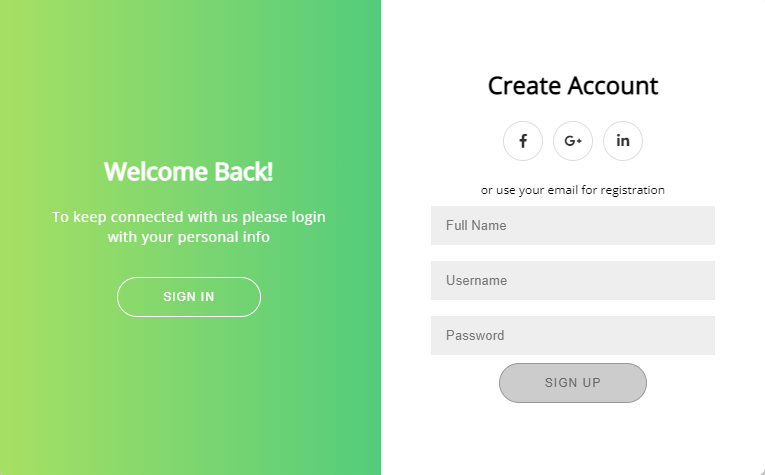 Welcome Back!
To keep connected with us please login
with your personal info
SIGN IN
Create Account
f G+ in
or use your email for registration
Full Name
Username
Password
SIGN UP